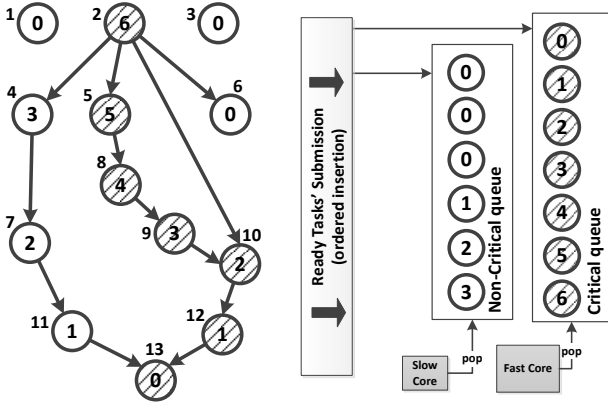 1 0
2 6
3 0
4 3
5 5
6 0
8 4
7 2
9 3
10 2
11 1
12 1
13 0
Ready Tasks' Submission
(ordered insertion)
0
0
0
1
2
3
Non-Critical queue
0
1
2
3
4
5
6
Critical queue
Slow
Core
pop
Fast Core
pop